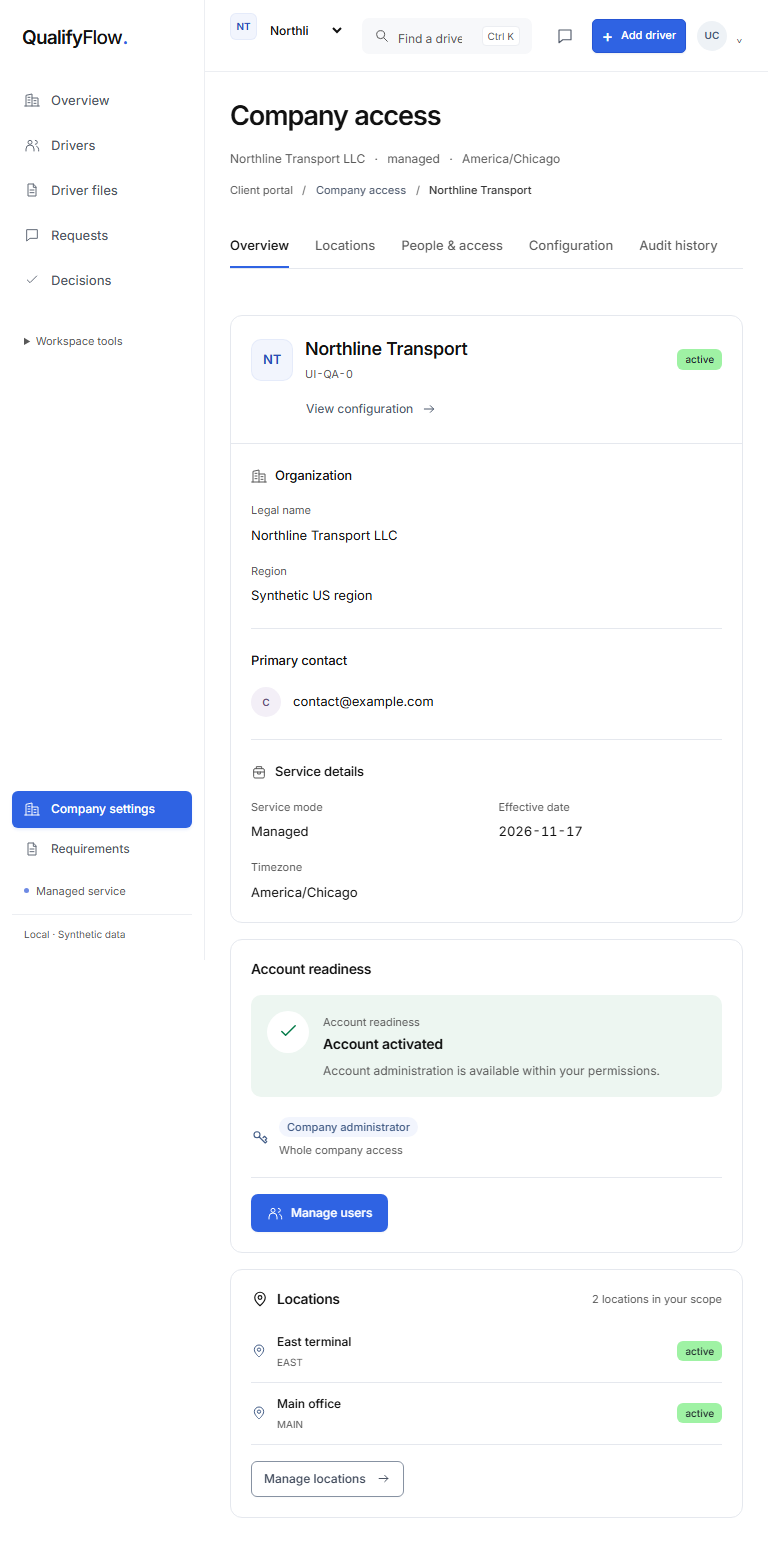 QualifyFlow.
NT Northli Find a drive Ctrl K + Add driver UC
Overview
Drivers
Driver files
Requests
Decisions
Workspace tools
Company settings
Requirements
Managed service
Local · Synthetic data
Company access
Northline Transport LLC · managed · America/Chicago
Client portal / Company access / Northline Transport
Overview Locations People & access Configuration Audit history
NT Northline Transport active
UI-QA-0
View configuration →
Organization
Legal name
Northline Transport LLC
Region
Synthetic US region
Primary contact
C contact@example.com
Service details
Service mode Effective date
Managed 2026-11-17
Timezone
America/Chicago
Account readiness
Account readiness
Account activated
Account administration is available within your permissions.
Company administrator
Whole company access
Manage users
Locations 2 locations in your scope
East terminal active
EAST
Main office active
MAIN
Manage locations →